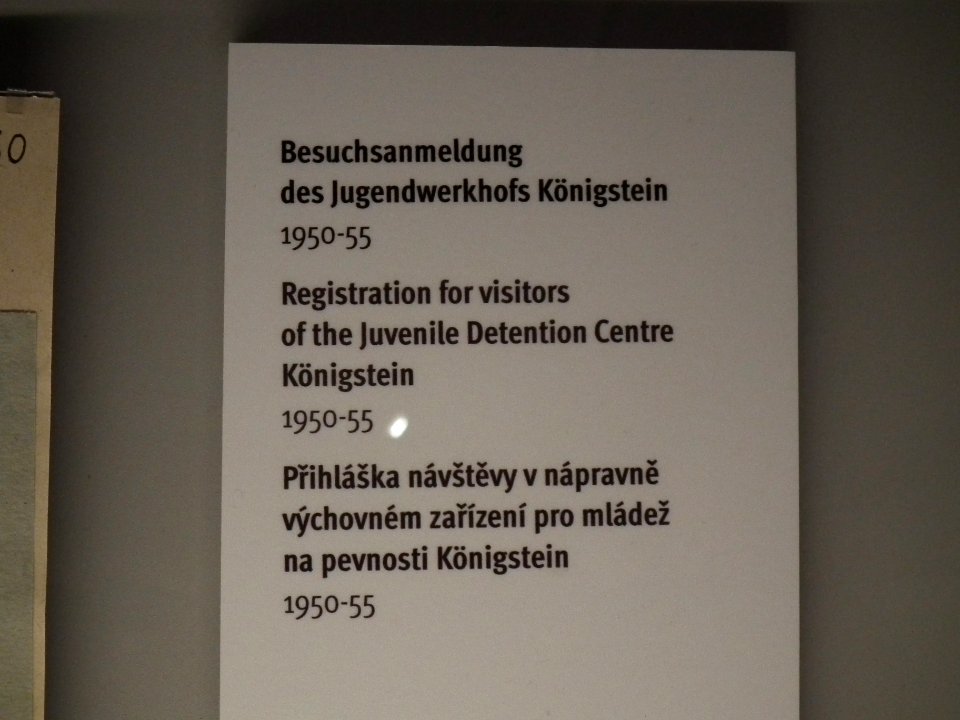 Besuchsanmeldung
des Jugendwerkhofs Königstein
1950-55
Registration for visitors
of the Juvenile Detention Centre
Königstein
1950-55
Přihláška návštěvy v nápravně
výchovném zařízení pro mládež
na pevnosti Königstein
1950-55